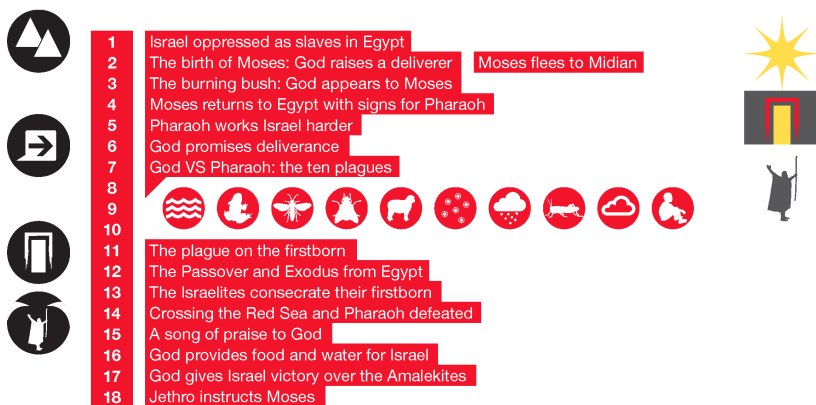 1 Israel oppressed as slaves in Egypt
2 The birth of Moses: God raises a deliverer Moses flees to Midian
3 The burning bush: God appears to Moses
4 Moses returns to Egypt with signs for Pharaoh
5 Pharaoh works Israel harder
6 God promises deliverance
7 God VS Pharaoh: the ten plagues
8
9
10
11 The plague on the firstborn
12 The Passover and Exodus from Egypt
13 The Israelites consecrate their firstborn
14 Crossing the Red Sea and Pharaoh defeated
15 A song of praise to God
16 God provides food and water for Israel
17 God gives Israel victory over the Amalekites
18 Jethro instructs Moses